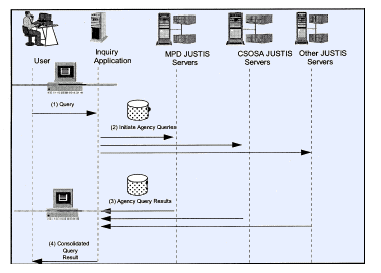 User
Inquiry
Application
MPD JUSTIS
Servers
CSOSA JUSTIS
Servers
Other JUSTIS
Servers
(1) Query
(2) Initiate Agency Queries
(3) Agency Query Results
(4) Consolidated
Query
Result